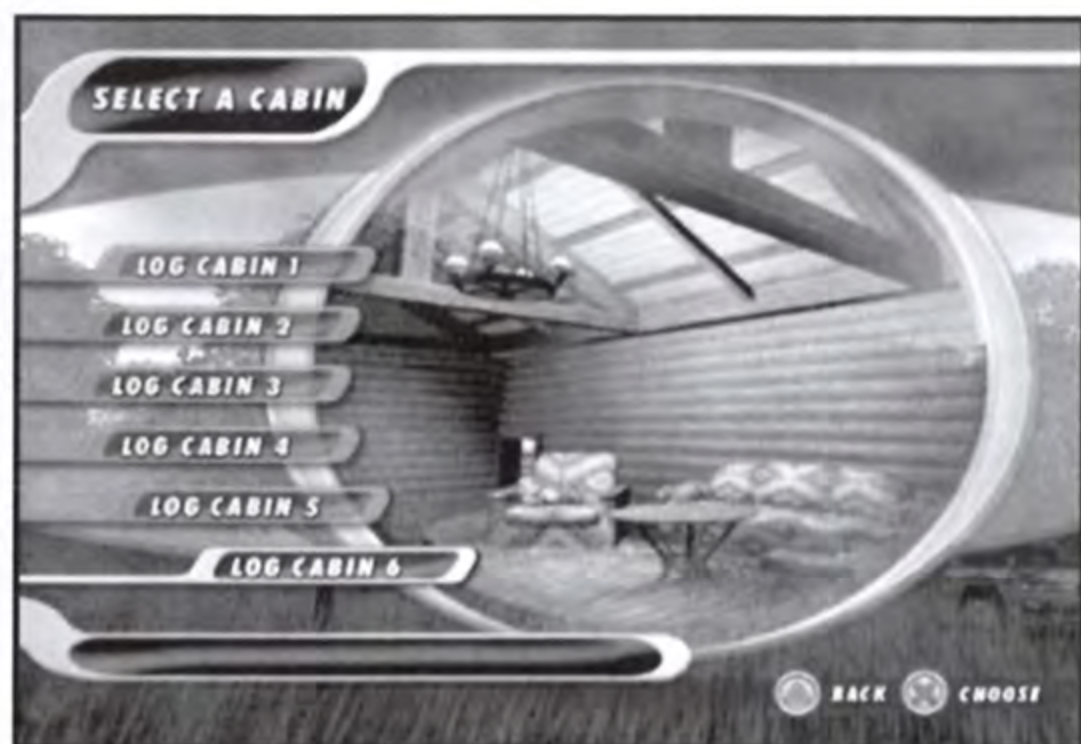 SELECT A CABIN
LOG CABIN 1
LOG CABIN 2
LOG CABIN 3
LOG CABIN 4
LOG CABIN 5
LOG CABIN 6
BACK CHOOSE